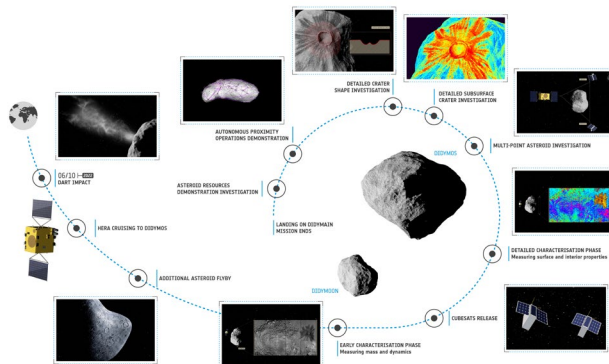 DETAILED CRATER
SHAPE INVESTIGATION
DETAILED SUBSURFACE
CRATER INVESTIGATION
AUTONOMOUS PROXIMITY
OPERATIONS DEMONSTRATION
MULTI-POINT ASTEROID INVESTIGATION
DIDYMOS
06/10
2022
DART IMPACT
ASTEROID RESOURCES
DEMONSTRATION INVESTIGATION
HERA CRUISING TO DIDYMOS
LANDING ON DIDYMAIN
MISSION ENDS
DETAILED CHARACTERISATION PHASE
Measuring surface and interior properties
ADDITIONAL ASTEROID FLYBY
DIDYMOON
CUBESATS RELEASE
EARLY CHARACTERISATION PHASE
Measuring mass and dynamics